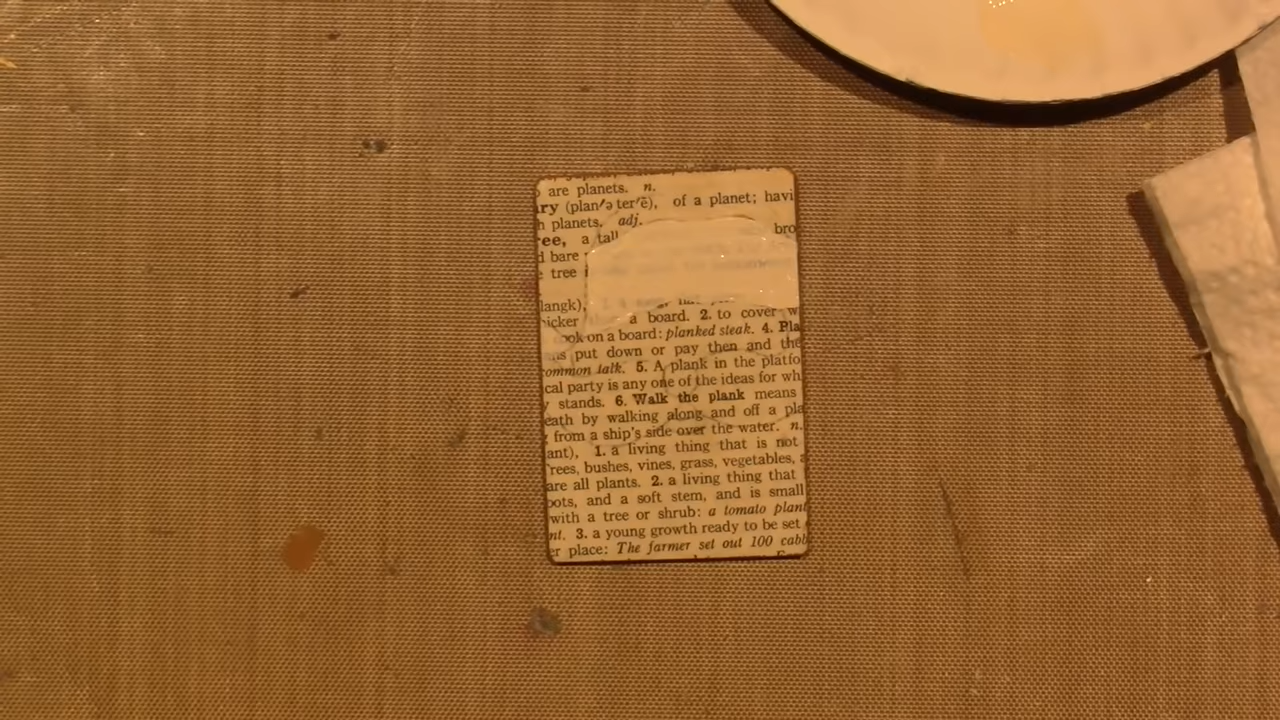 are planets. n.
ry (plan′ə ter′ē), of a planet; havi
h planets. adj.
ee, a tall bro
d bare
e tree
langk), 1. a
icker a board. 2. to cover w
ook on a board: planked steak. 4. Pla
ns put down or pay then and the
ommon talk. 5. A plank in the platfo
cal party is any one of the ideas for wh
y stands. 6. Walk the plank means
eath by walking along and off a pla
from a ship's side over the water. n.
ant), 1. a living thing that is not
rees, bushes, vines, grass, vegetables, a
are all plants. 2. a living thing that
oots, and a soft stem, and is small
with a tree or shrub: a tomato plant
nt. 3. a young growth ready to be set
er place: The farmer set out 100 cabb